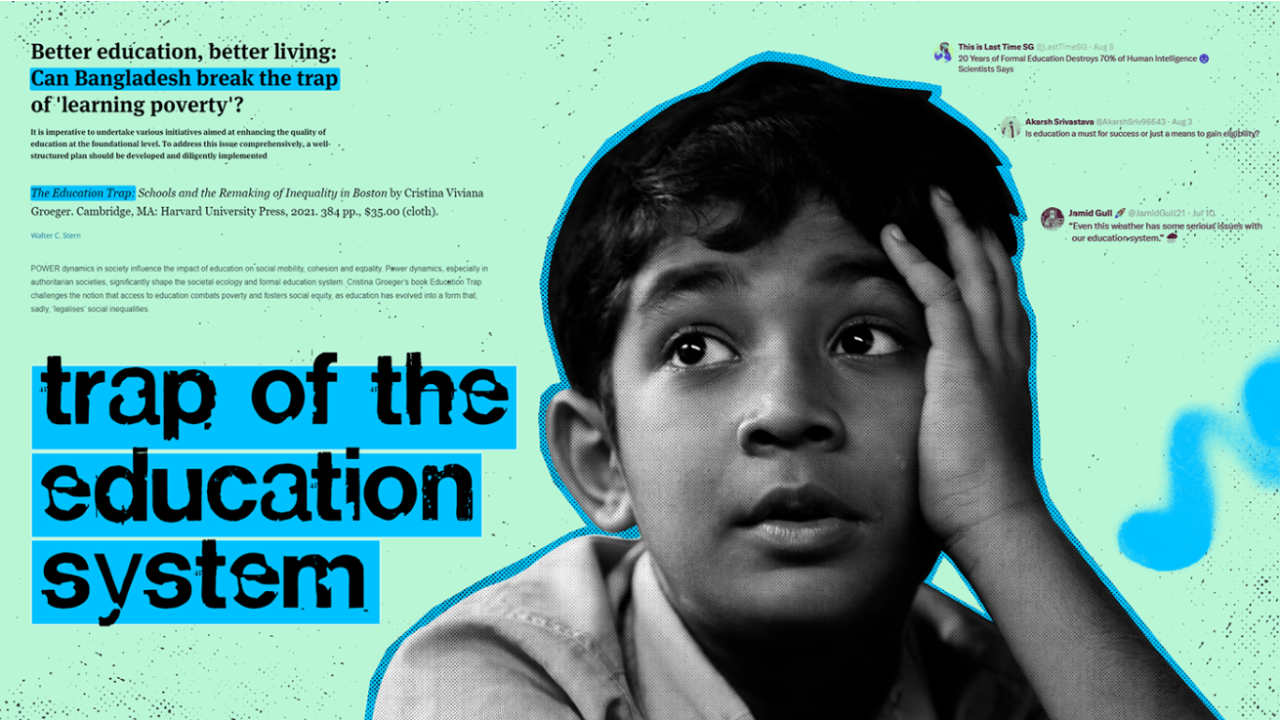 Better education, better living:
Can Bangladesh break the trap
of 'learning poverty'?
It is imperative to undertake various initiatives aimed at enhancing the quality of
education at the foundational level. To address this issue comprehensively, a well-
structured plan should be developed and diligently implemented
The Education Trap: Schools and the Remaking of Inequality in Boston by Cristina Viviana
Groeger. Cambridge, MA: Harvard University Press, 2021. 384 pp., $35.00 (cloth).
Walter C. Stern
POWER dynamics in society influence the impact of education on social mobility, cohesion and equality. Power dynamics, especially in
authoritarian societies, significantly shape the societal ecology and formal education system. Cristina Groeger's book Education Trap
challenges the notion that access to education combats poverty and fosters social equity, as education has evolved into a form that,
sadly, 'legalises' social inequalities.
trap of the
education
system
This is Last Time SG @LastTimeSG · Aug 8
20 Years of Formal Education Destroys 70% of Human Intelligence
Scientists Says
Akarsh Srivastava @AkarshSriv96643 · Aug 3
Is education a must for success or just a means to gain eligibility?
Jamid Gull 🚀 @JamidGull21 · Jul 10
"Even this weather has some serious issues with
our education system."